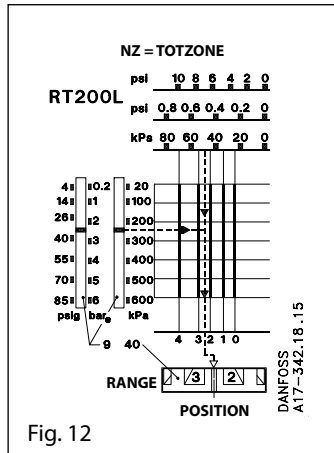 NZ = TOTZONE
psi 10 8 6 4 2 0
RT200L
psi 0.8 0.6 0.4 0.2 0
kPa 80 60 40 20 0
4 0.2 20
14 1 100
26 2 200
40 3 300
55 4 400
70 5 500
85 6 600
psig bar kPa
4 3 2 1 0
9 40
RANGE 3 2
POSITION
DANFOSS
A17-342.18.15
Fig. 12